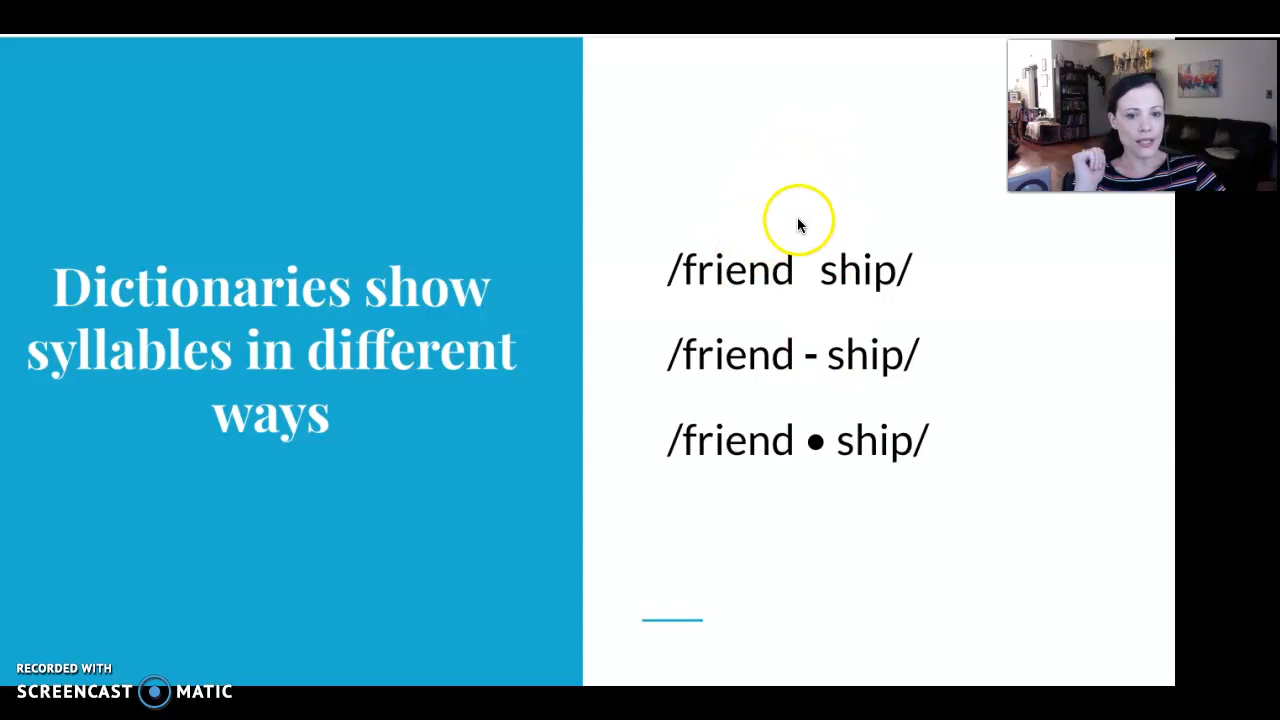 Dictionaries show
syllables in different
ways
/friend ship/
/friend - ship/
/friend • ship/
RECORDED WITH
SCREENCAST MATIC